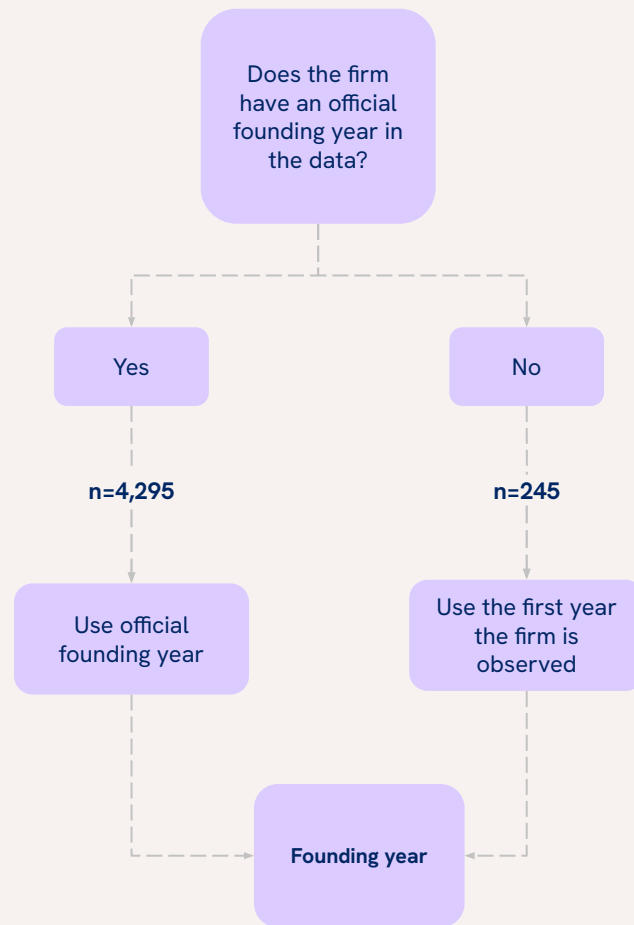 Does the firm
have an official
founding year in
the data?
Yes
No
n=4,295
n=245
Use official
founding year
Use the first year
the firm is
observed
Founding year